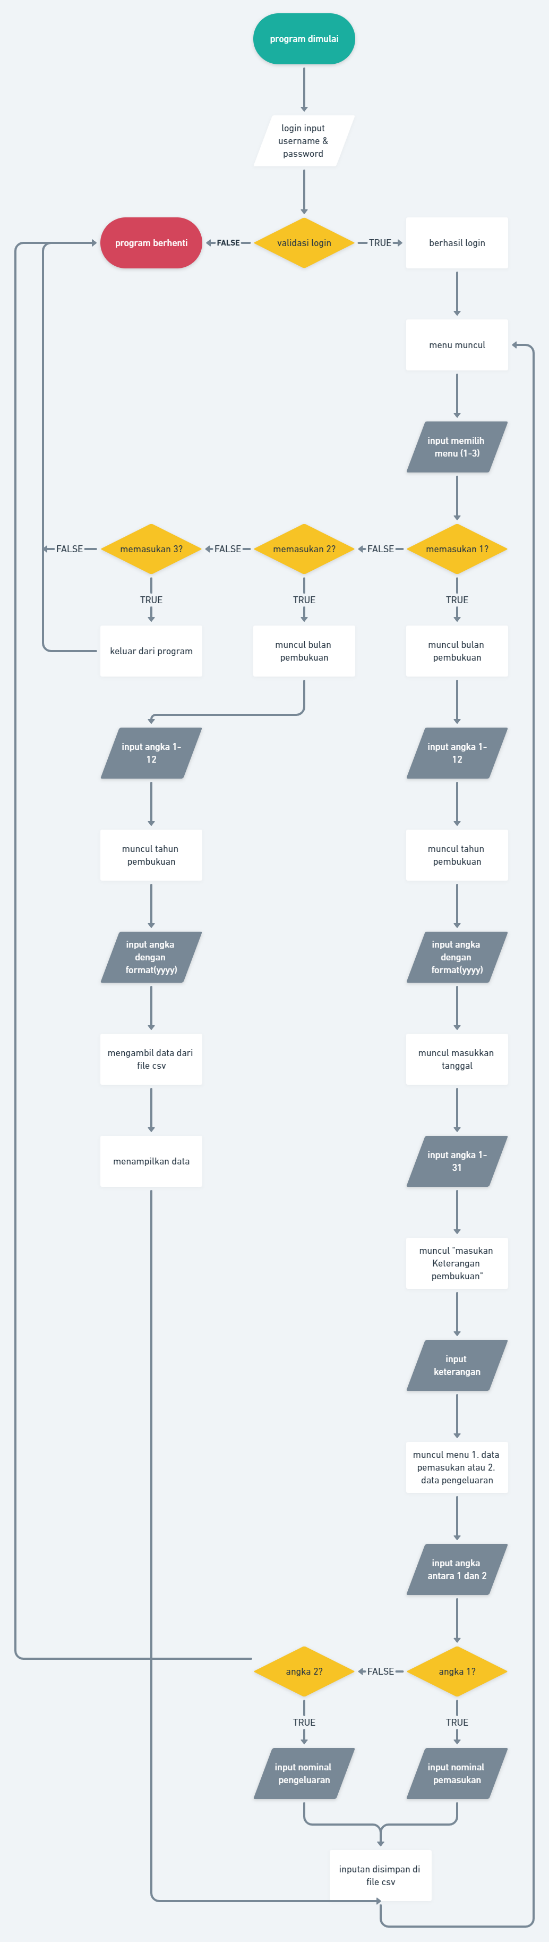 program dimulai
login input
username &
password
program berhenti
FALSE
validasi login
TRUE
berhasil login
menu muncul
input memilih
menu (1-3)
FALSE
memasukan 3?
FALSE
memasukan 2?
FALSE
memasukan 1?
TRUE
TRUE
TRUE
keluar dari program
muncul bulan
pembukuan
muncul bulan
pembukuan
input angka 1-
12
input angka 1-
12
muncul tahun
pembukuan
muncul tahun
pembukuan
input angka
dengan
format(yyyy)
input angka
dengan
format(yyyy)
mengambil data dari
file csv
muncul masukkan
tanggal
menampilkan data
input angka 1-
31
muncul "masukan
Keterangan
pembukuan"
input
keterangan
muncul menu 1. data
pemasukan atau 2.
data pengeluaran
input angka
antara 1 dan 2
angka 2?
FALSE
angka 1?
TRUE
TRUE
input nominal
pengeluaran
input nominal
pemasukan
inputan disimpan di
file csv